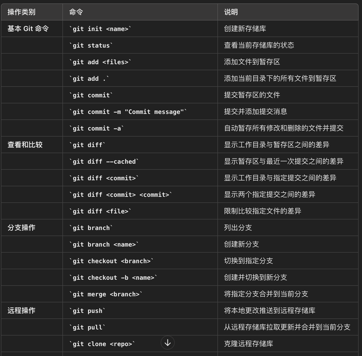 操作类别 命令 说明
基本 Git 命令 `git init <name>` 创建新存储库
`git status` 查看当前存储库的状态
`git add <files>` 添加文件到暂存区
`git add .` 添加当前目录下的所有文件到暂存区
`git commit` 提交暂存区的文件
`git commit -m "Commit message"` 提交并添加提交消息
`git commit -a` 自动暂存所有修改和删除的文件并提交
查看和比较 `git diff` 显示工作目录与暂存区之间的差异
`git diff --cached` 显示暂存区与最近一次提交之间的差异
`git diff <commit>` 显示工作目录与指定提交之间的差异
`git diff <commit> <commit>` 显示两个指定提交之间的差异
`git diff <file>` 限制比较指定文件的差异
分支操作 `git branch` 列出分支
`git branch <name>` 创建新分支
`git checkout <branch>` 切换到指定分支
`git checkout -b <name>` 创建并切换到新分支
`git merge <branch>` 将指定分支合并到当前分支
远程操作 `git push` 将本地更改推送到远程存储库
`git pull` 从远程存储库拉取更新并合并到当前分支
`git clone <repo>` 克隆远程存储库